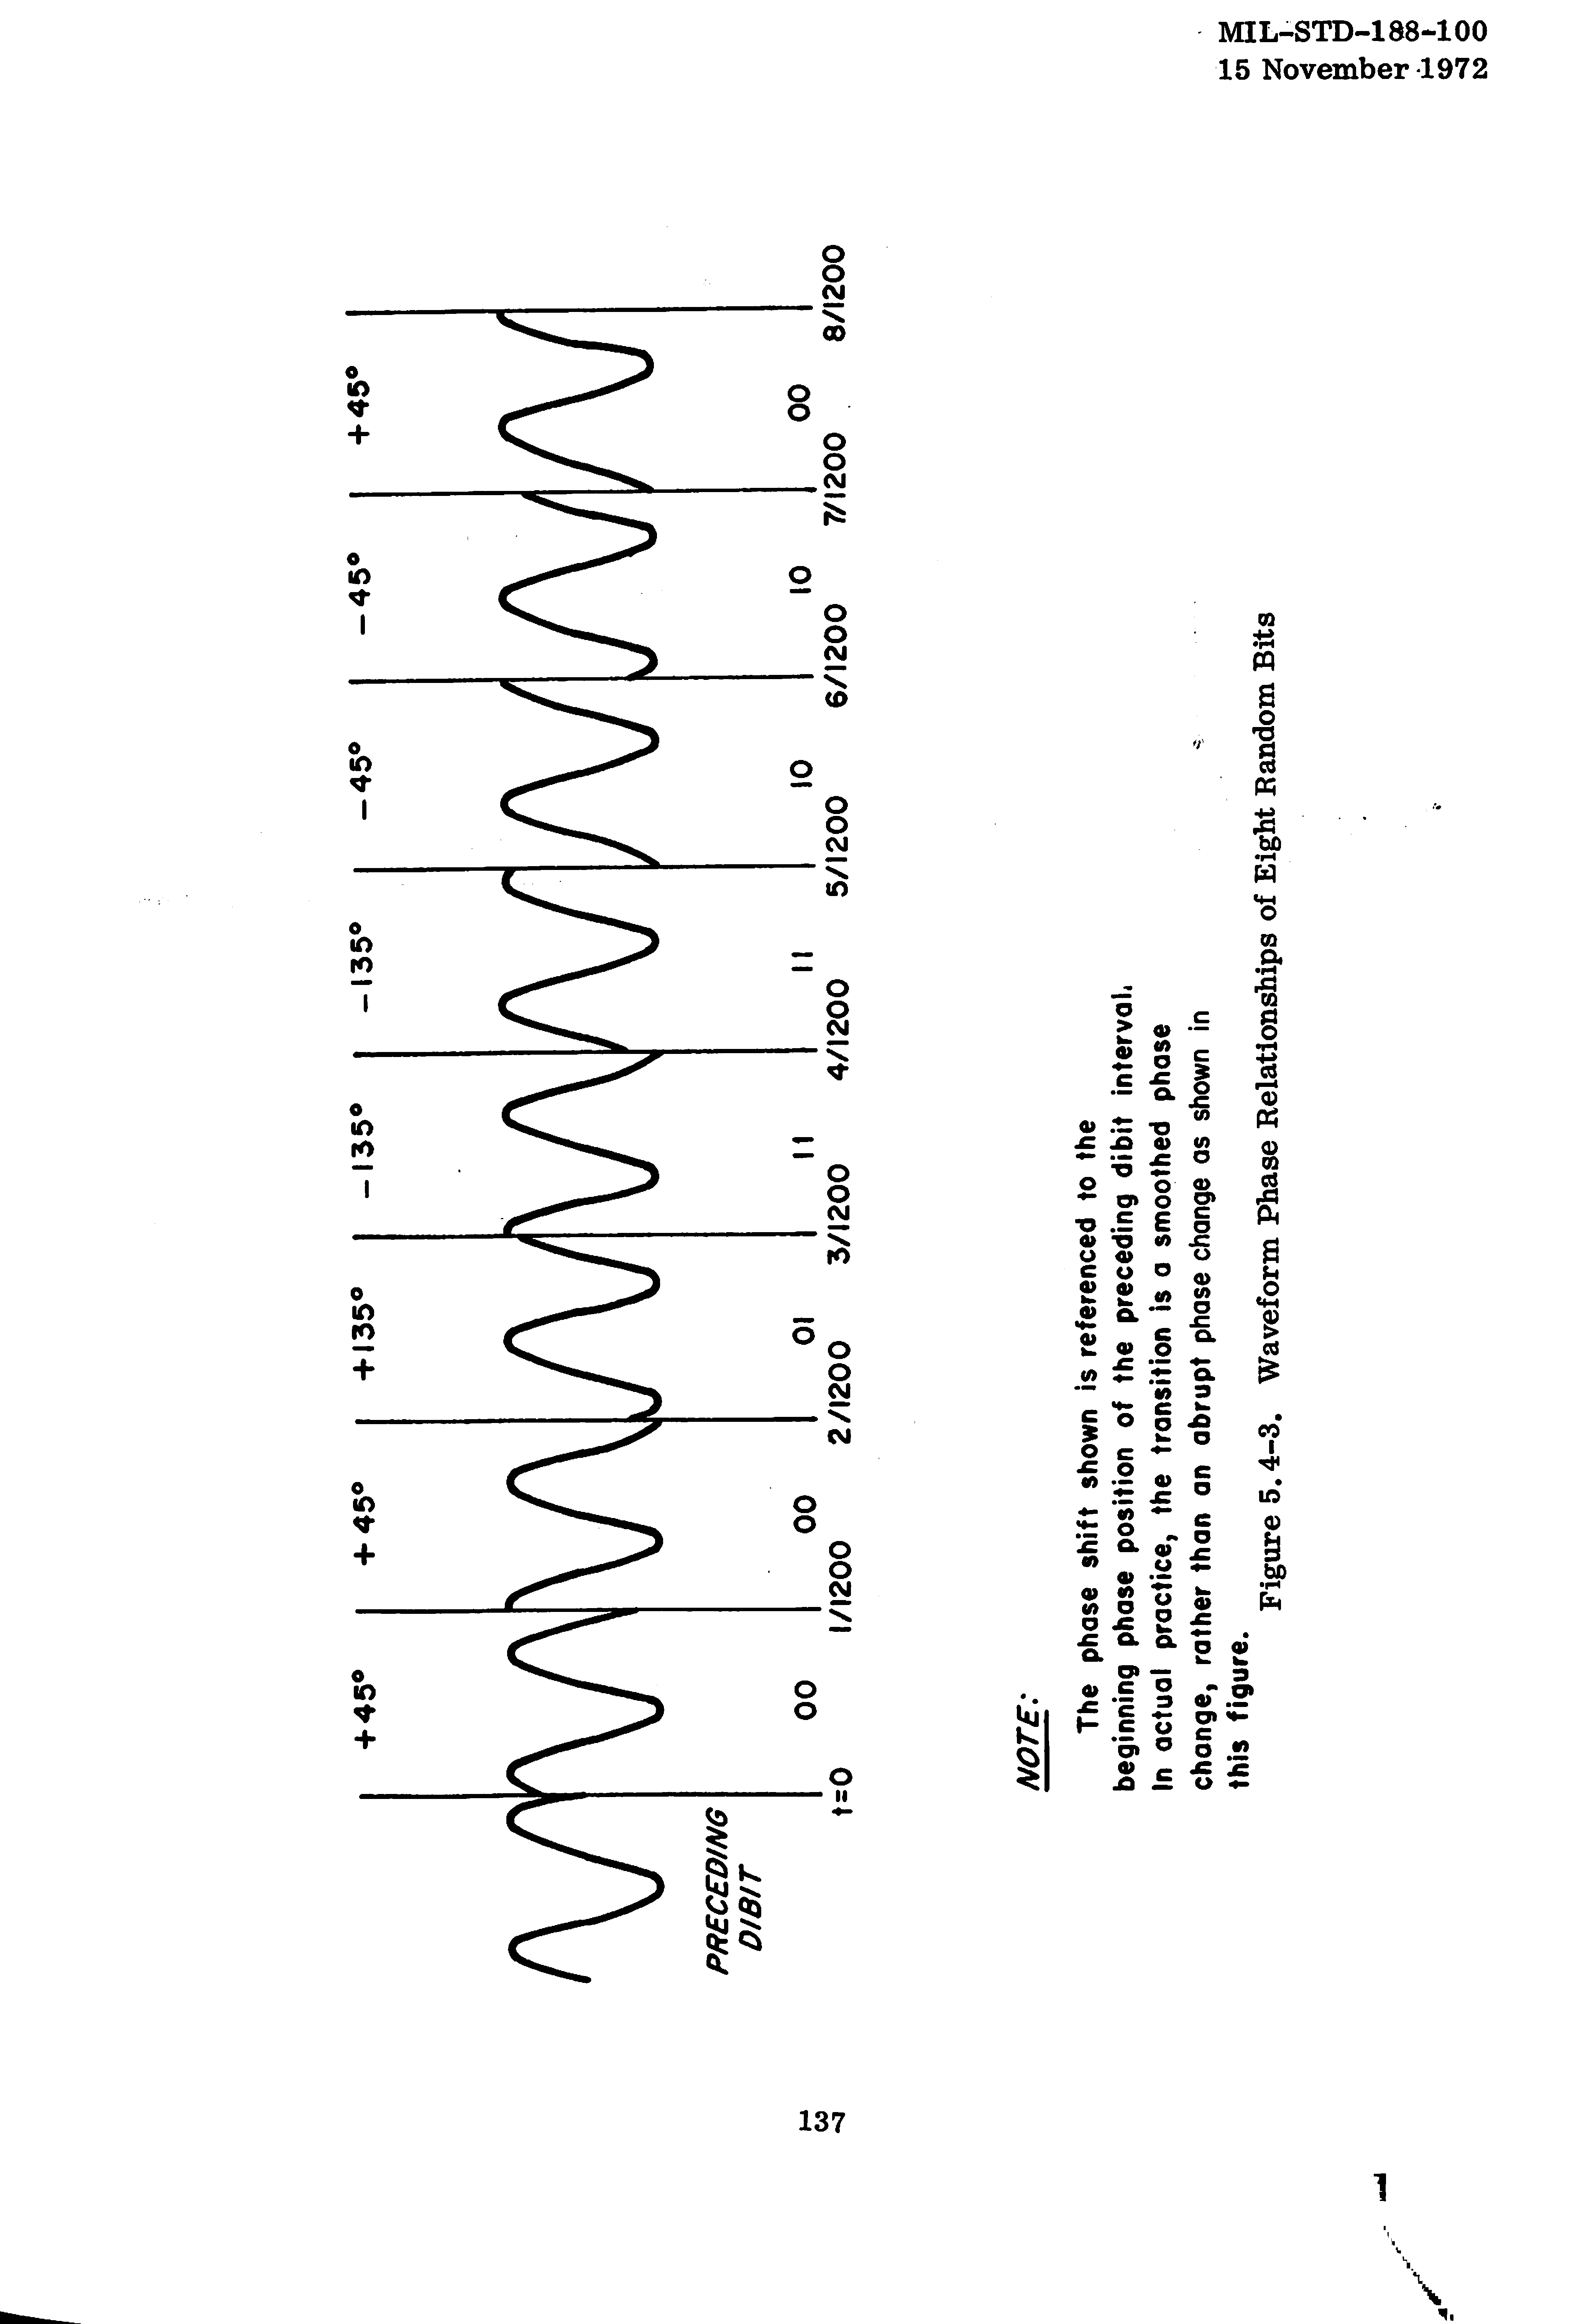 MIL-STD-188-100
15 November 1972
+45° +45° +135° -135° -135° -45° -45° +45°
PRECEDING
DIBIT
00 00 01 11 11 10 10 00
t=0 1/1200 2/1200 3/1200 4/1200 5/1200 6/1200 7/1200 8/1200
NOTE:
The phase shift shown is referenced to the
beginning phase position of the preceding dibit interval.
In actual practice, the transition is a smoothed phase
change, rather than an abrupt phase change as shown in
this figure.
Figure 5.4-3. Waveform Phase Relationships of Eight Random Bits
137